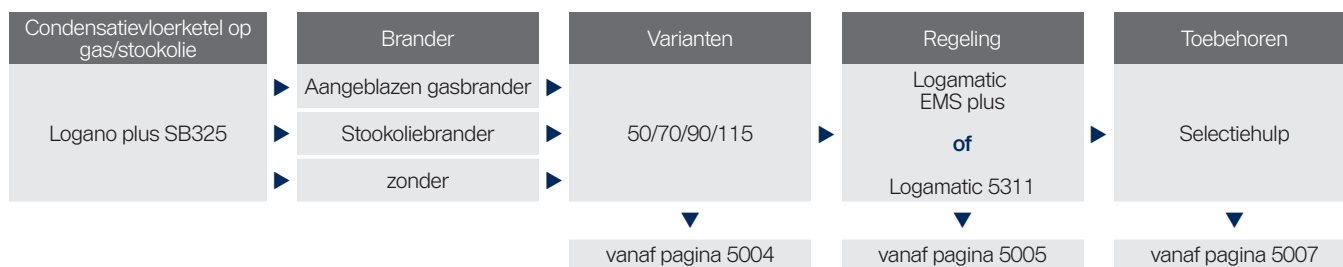 Condensatievloerketel op
gas/stookolie
Brander
Varianten
Regeling
Toebehoren
Logano plus SB325
Aangeblazen gasbrander
Stookoliebrander
zonder
50/70/90/115
Logamatic
EMS plus
of
Logamatic 5311
Selectiehulp
vanaf pagina 5004
vanaf pagina 5005
vanaf pagina 5007